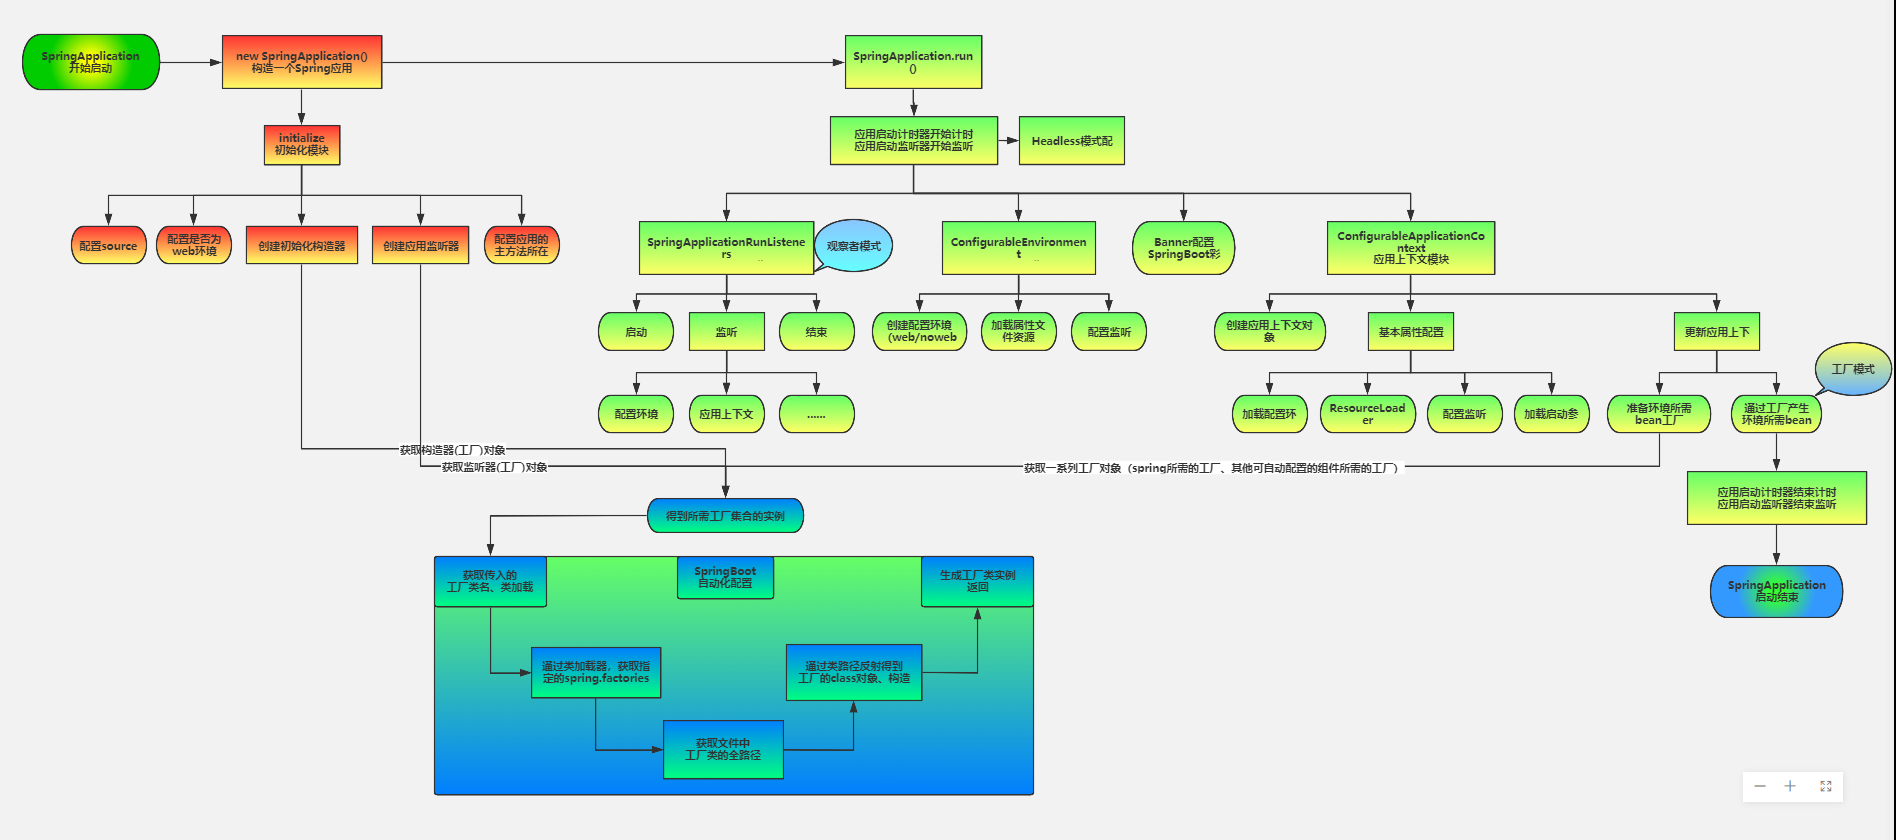 SpringApplication
开始启动
new SpringApplication()
构造一个Spring应用
SpringApplication.run
()
initialize
初始化模块
应用启动计时器开始计时
应用启动监听器开始监听
Headless模式配
配置source
配置是否为
web环境
创建初始化构造器
创建应用监听器
配置应用的
主方法所在
SpringApplicationRunListene
rs
观察者模式
ConfigurableEnvironmen
t
Banner配置
SpringBoot彩
ConfigurableApplicationCo
ntext
应用上下文模块
启动
监听
结束
创建配置环境
(web/noweb
加载属性文
件资源
配置监听
创建应用上下文对
象
基本属性配置
更新应用上下
工厂模式
配置环境
应用上下文
......
加载配置环
ResourceLoad
er
配置监听
加载启动参
准备环境所需
bean工厂
通过工厂产生
环境所需bean
获取构造器(工厂)对象
获取监听器(工厂)对象
获取一系列工厂对象（spring所需的工厂、其他可自动配置的组件所需的工厂）
应用启动计时器结束计时
应用启动监听器结束监听
得到所需工厂集合的实例
获取传入的
工厂类名、类加载
SpringBoot
自动化配置
生成工厂类实例
返回
SpringApplication
启动结束
通过类加载器，获取指
定的spring.factories
通过类路径反射得到
工厂的class对象、构造
获取文件中
工厂类的全路径